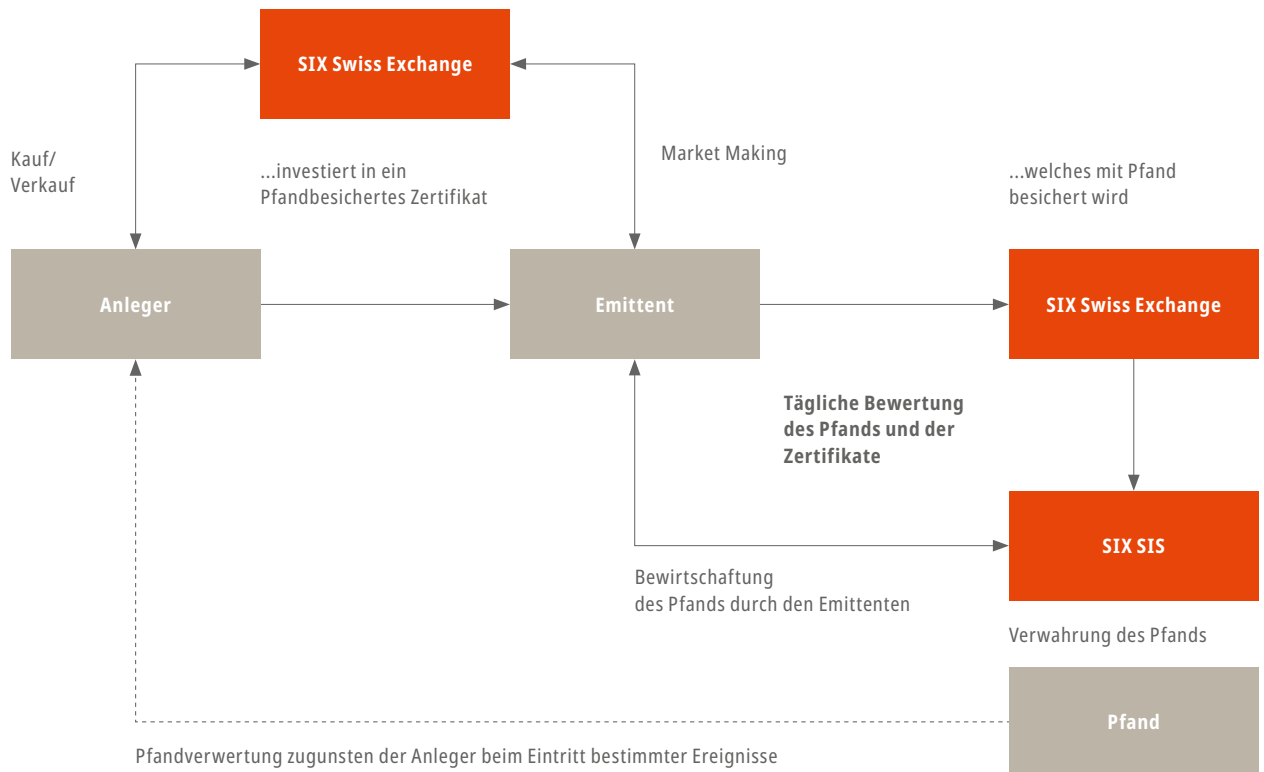 SIX Swiss Exchange
Kauf/
Verkauf
...investiert in ein
Pfandbesichertes Zertifikat
Market Making
...welches mit Pfand
besichert wird
Anleger
Emittent
SIX Swiss Exchange
Tägliche Bewertung
des Pfands und der
Zertifikate
SIX SIS
Bewirtschaftung
des Pfands durch den Emittenten
Verwahrung des Pfands
Pfand
Pfandverwertung zugunsten der Anleger beim Eintritt bestimmter Ereignisse